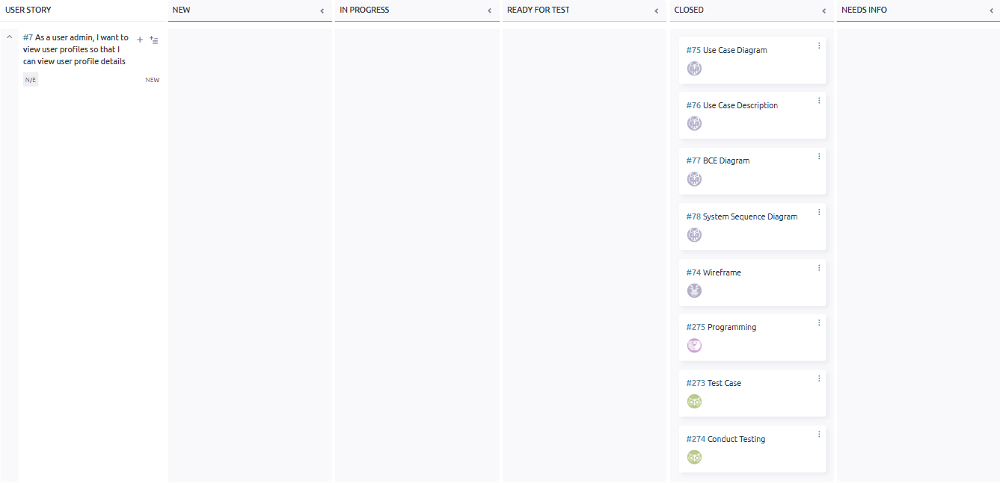 USER STORY
NEW
IN PROGRESS
READY FOR TEST
CLOSED
NEEDS INFO
#7 As a user admin, I want to
view user profiles so that I
can view user profile details
N/E
NEW
#75 Use Case Diagram
#76 Use Case Description
#77 BCE Diagram
#78 System Sequence Diagram
#74 Wireframe
#275 Programming
#273 Test Case
#274 Conduct Testing